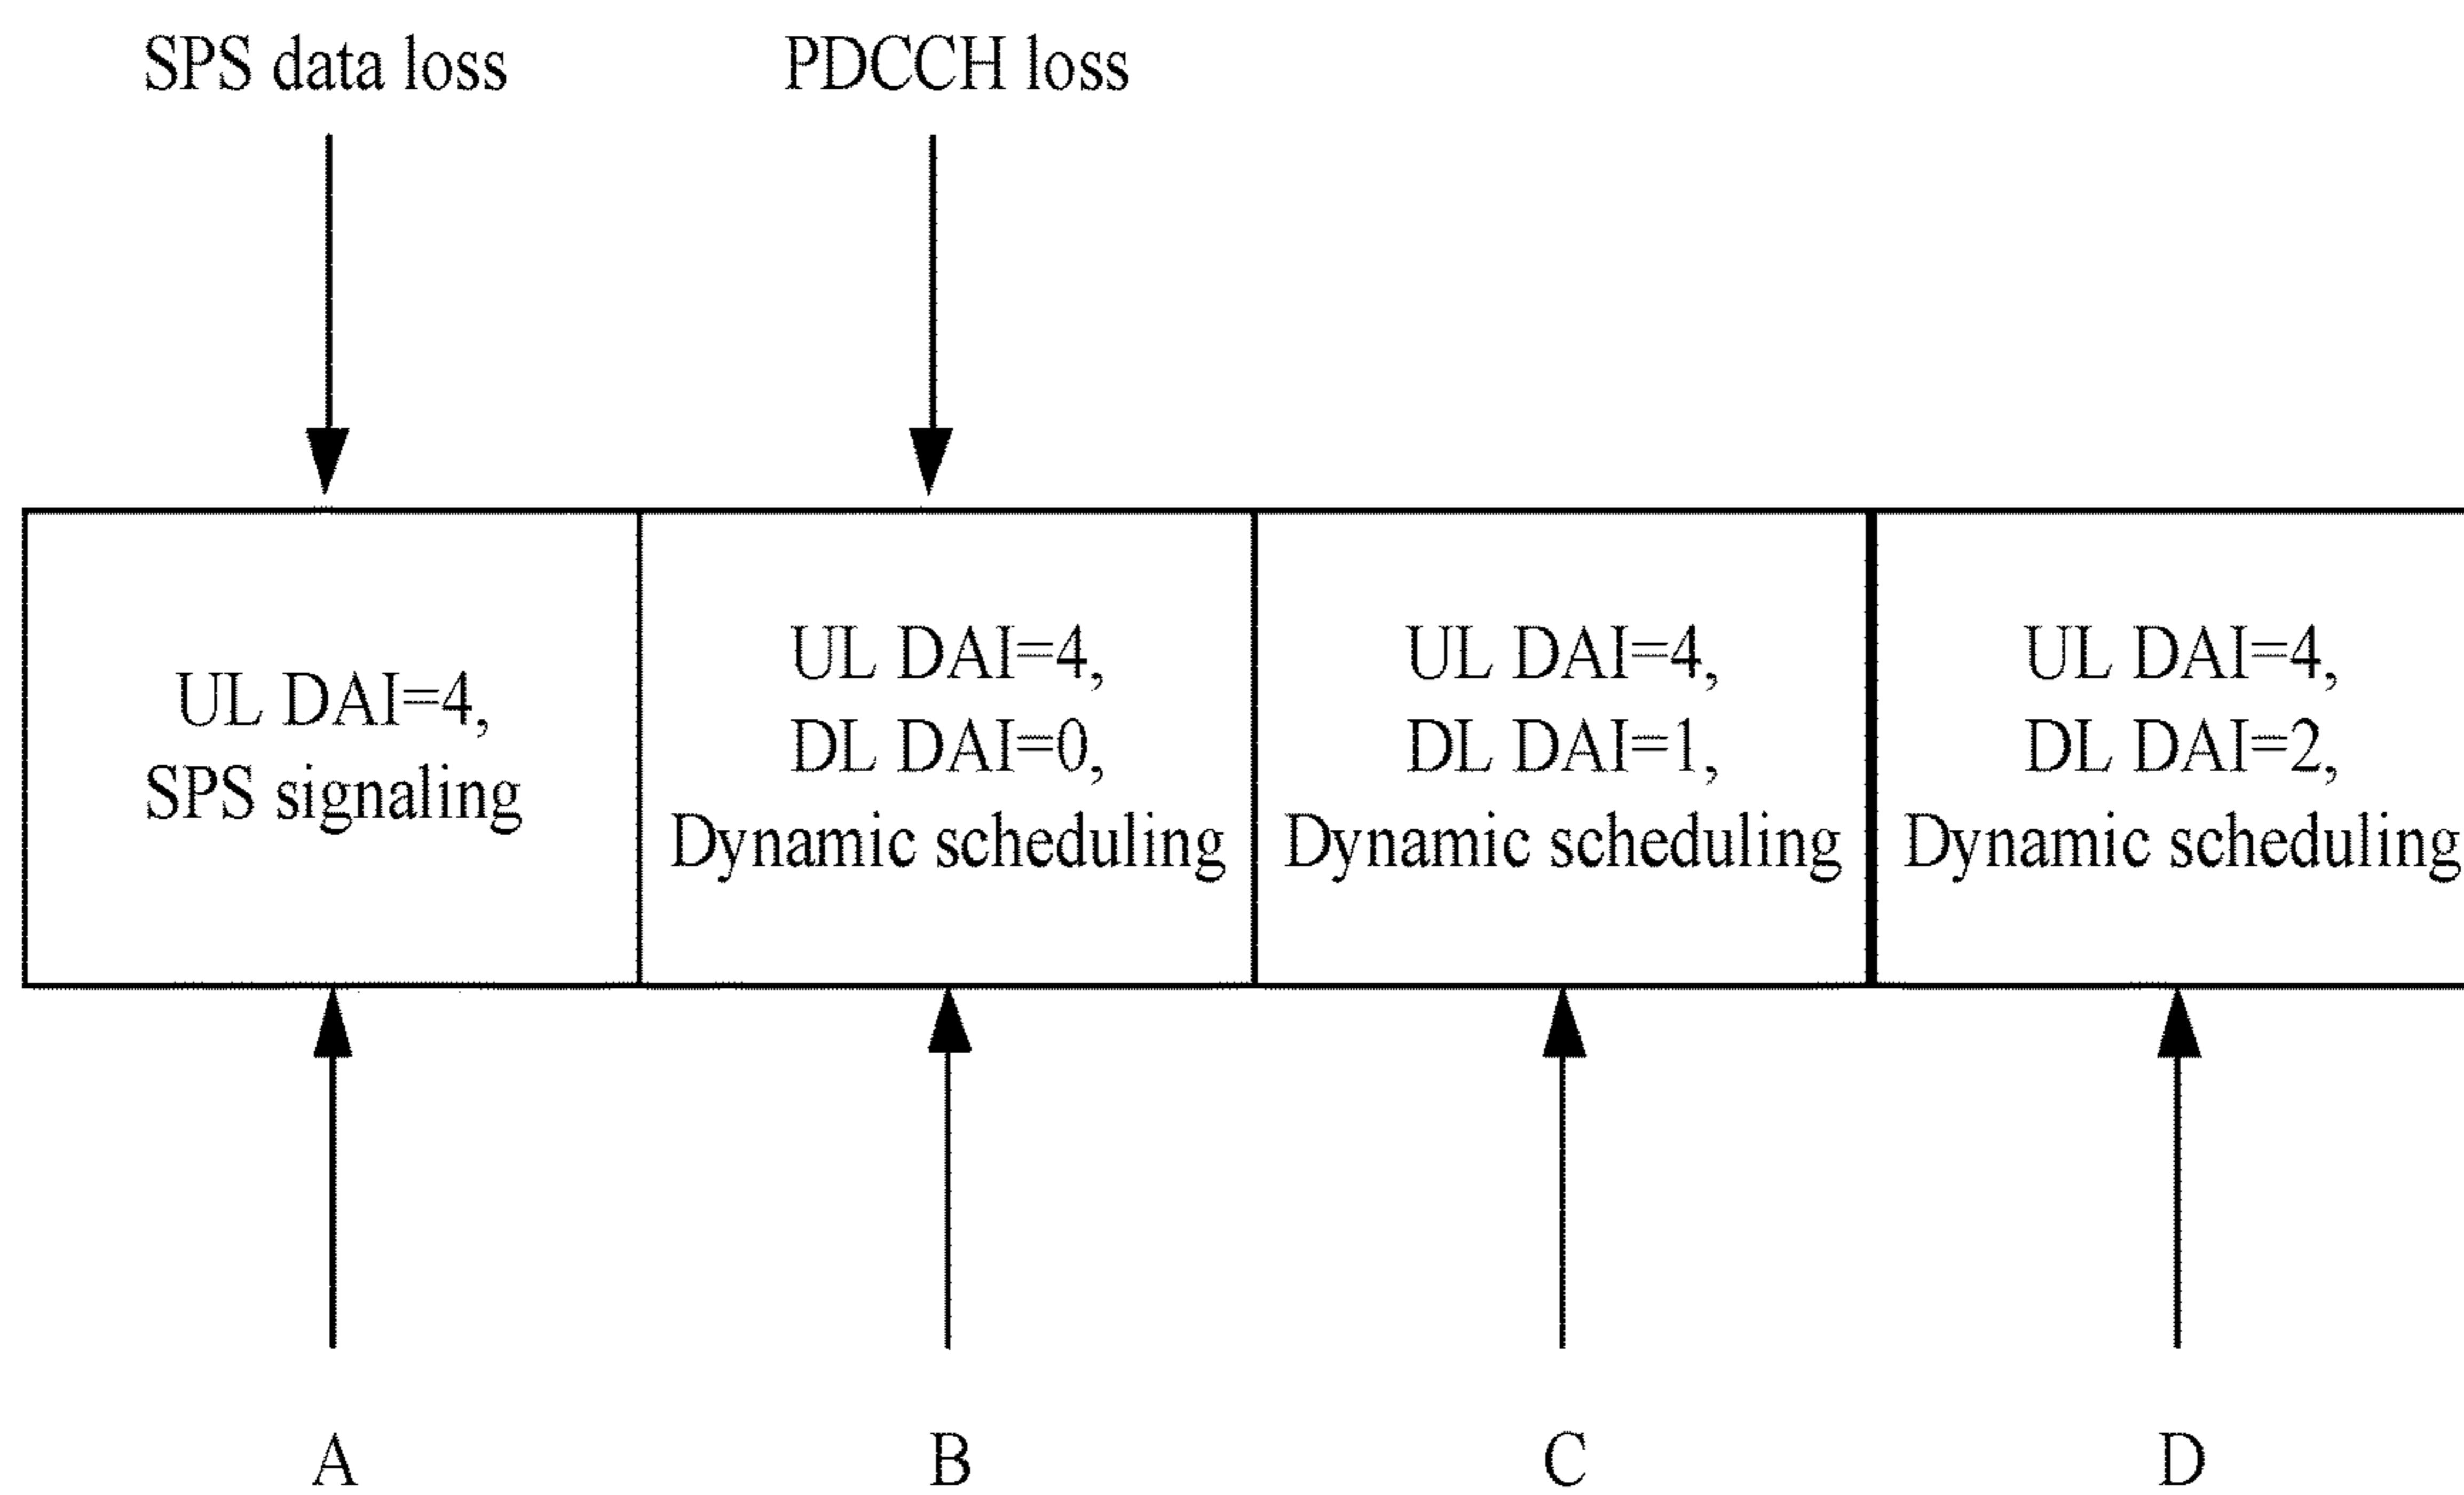 SPS data loss
PDCCH loss
UL DAI=4,
SPS signaling
UL DAI=4,
DL DAI=0,
Dynamic scheduling
UL DAI=4,
DL DAI=1,
Dynamic scheduling
UL DAI=4,
DL DAI=2,
Dynamic scheduling
A
B
C
D